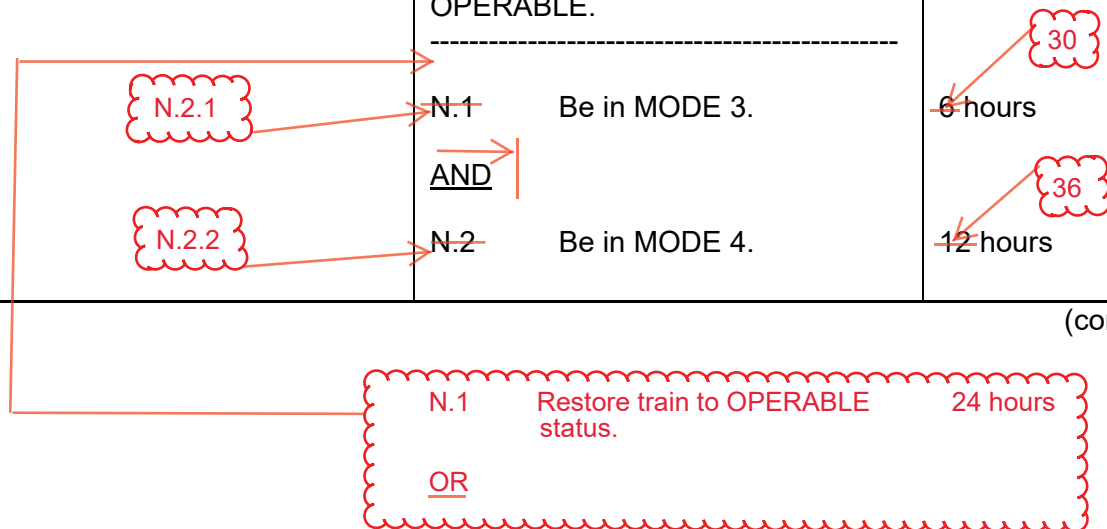 OPERABLE.
------------------------------------------------
30
N.2.1 N.1 Be in MODE 3. 6 hours
AND
36
N.2.2 N.2 Be in MODE 4. 12 hours
(co
N.1 Restore train to OPERABLE 24 hours
status.
OR